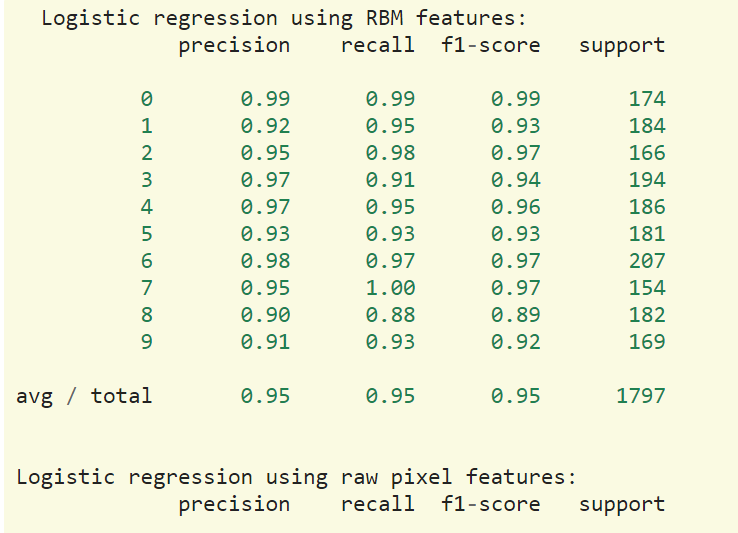 Logistic regression using RBM features:
precision recall f1-score support
0 0.99 0.99 0.99 174
1 0.92 0.95 0.93 184
2 0.95 0.98 0.97 166
3 0.97 0.91 0.94 194
4 0.97 0.95 0.96 186
5 0.93 0.93 0.93 181
6 0.98 0.97 0.97 207
7 0.95 1.00 0.97 154
8 0.90 0.88 0.89 182
9 0.91 0.93 0.92 169
avg / total 0.95 0.95 0.95 1797
Logistic regression using raw pixel features:
precision recall f1-score support